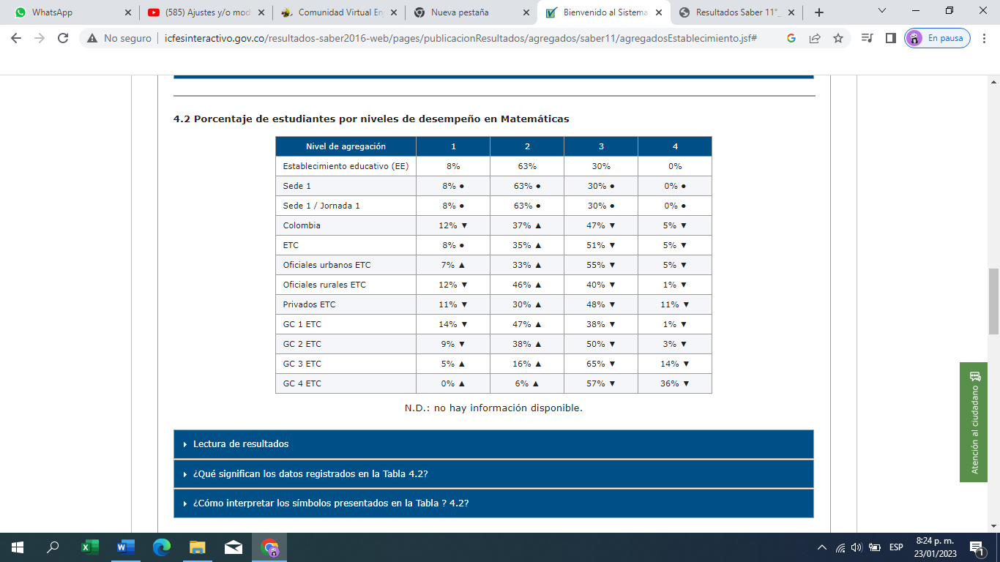 WhatsApp
(585) Ajustes y/o mod
Comunidad Virtual En
Nueva pestaña
Bienvenido al Sistema
Resultados Saber 11°_
No seguro
icfesinteractivo.gov.co/resultados-saber2016-web/pages/publicacionResultados/agregados/saber11/agregadosEstablecimiento.jsf#
En pausa
4.2 Porcentaje de estudiantes por niveles de desempeño en Matemáticas
Nivel de agregación 1 2 3 4
Establecimiento educativo (EE) 8% 63% 30% 0%
Sede 1 8% ● 63% ● 30% ● 0% ●
Sede 1 / Jornada 1 8% ● 63% ● 30% ● 0% ●
Colombia 12% ▼ 37% ▲ 47% ▼ 5% ▼
ETC 8% ● 35% ▲ 51% ▼ 5% ▼
Oficiales urbanos ETC 7% ▲ 33% ▲ 55% ▼ 5% ▼
Oficiales rurales ETC 12% ▼ 46% ▲ 40% ▼ 1% ▼
Privados ETC 11% ▼ 30% ▲ 48% ▼ 11% ▼
GC 1 ETC 14% ▼ 47% ▲ 38% ▼ 1% ▼
GC 2 ETC 9% ▼ 38% ▲ 50% ▼ 3% ▼
GC 3 ETC 5% ▲ 16% ▲ 65% ▼ 14% ▼
GC 4 ETC 0% ▲ 6% ▲ 57% ▼ 36% ▼
N.D.: no hay información disponible.
Lectura de resultados
¿Qué significan los datos registrados en la Tabla 4.2?
¿Cómo interpretar los símbolos presentados en la Tabla ? 4.2?
Atención al ciudadano
ESP
8:24 p. m.
23/01/2023
1